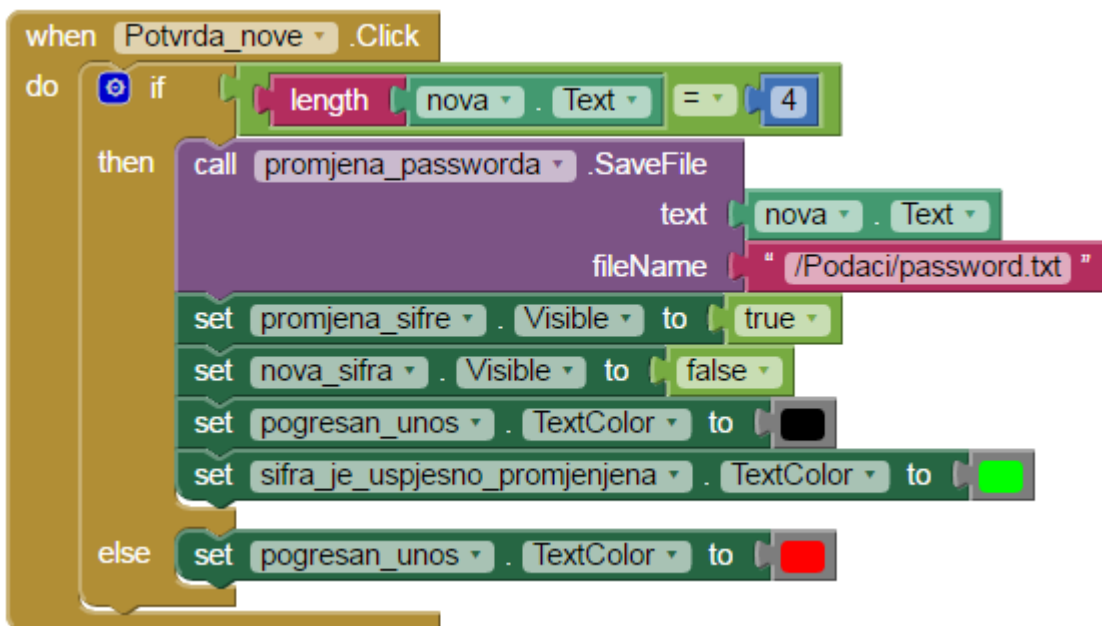 when Potvrda_nove .Click
do if length nova . Text = 4
then call promjena_passworda .SaveFile
text nova . Text
fileName " /Podaci/password.txt "
set promjena_sifre . Visible to true
set nova_sifra . Visible to false
set pogresan_unos . TextColor to
set sifra_je_uspjesno_promjenjena . TextColor to
else set pogresan_unos . TextColor to